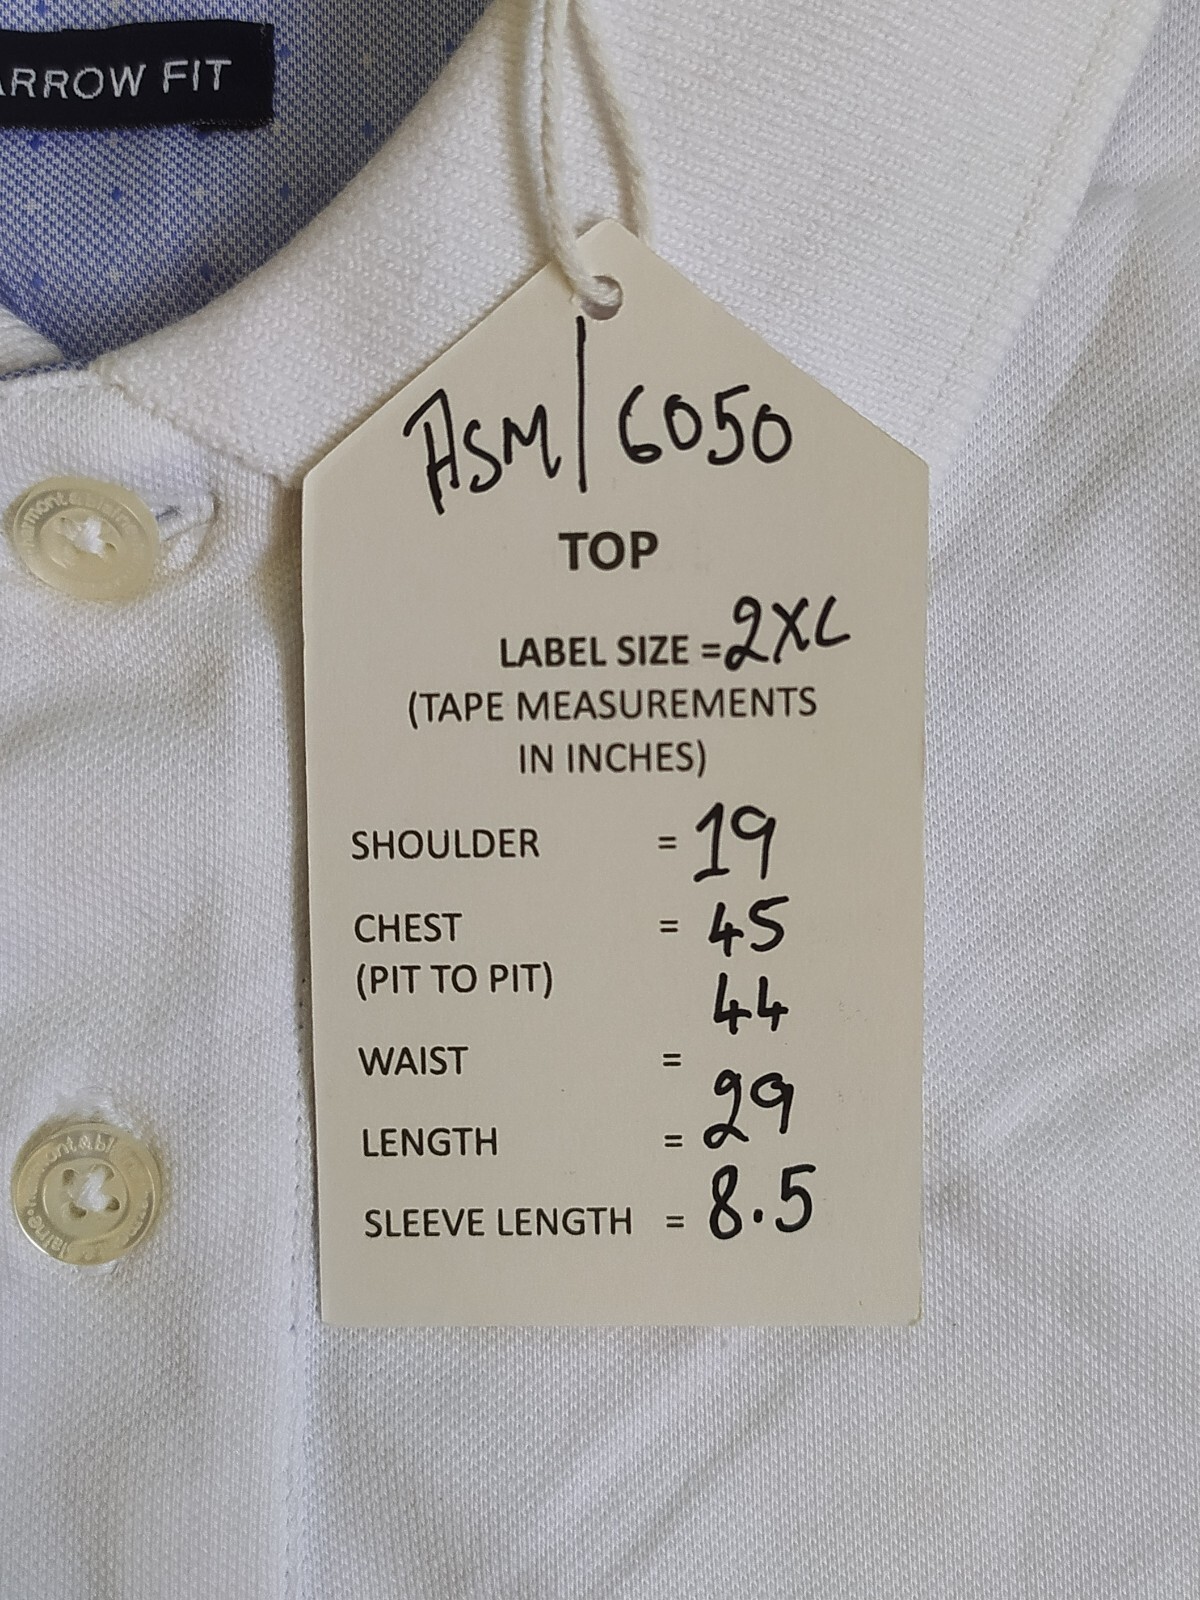 ARROW FIT
ASM/6050
TOP
LABEL SIZE = 2XL
(TAPE MEASUREMENTS
IN INCHES)
SHOULDER = 19
CHEST = 45
(PIT TO PIT)
44
WAIST =
LENGTH = 29
SLEEVE LENGTH = 8.5